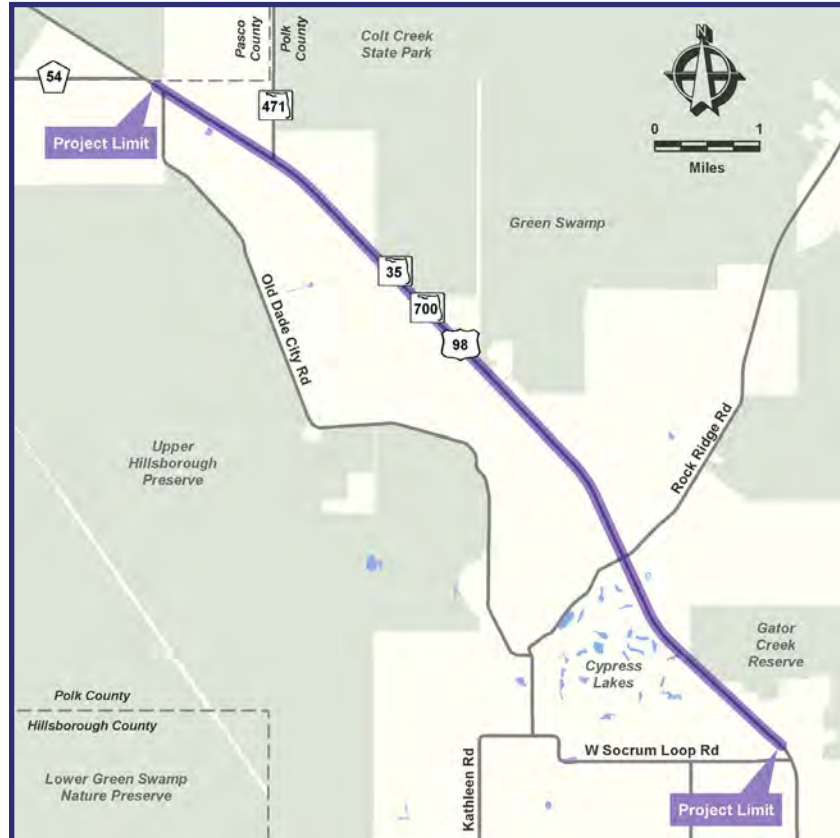 Pasco
County
Polk
County
Colt Creek
State Park
N
54
471
0
1
Miles
Project Limit
Green Swamp
35
700
98
Old Dade City Rd
Rock Ridge Rd
Upper
Hillsborough
Preserve
Gator
Creek
Reserve
Cypress
Lakes
Polk County
Hillsborough County
Kathleen Rd
W Socrum Loop Rd
Lower Green Swamp
Nature Preserve
Project Limit